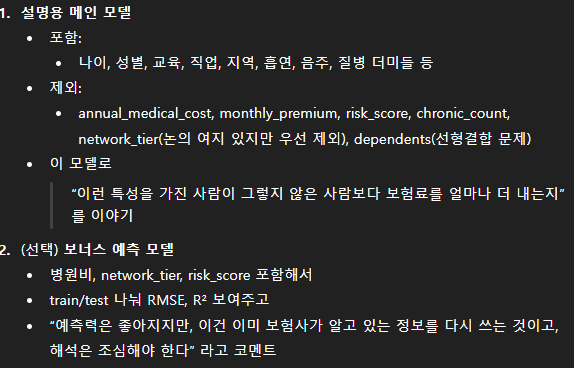 1. 설명용 메인 모델
• 포함:
• 나이, 성별, 교육, 직업, 지역, 흡연, 음주, 질병 더미들 등
• 제외:
• annual_medical_cost, monthly_premium, risk_score, chronic_count,
network_tier(논의 여지 있지만 우선 제외), dependents(선형결합 문제)
• 이 모델로
“이런 특성을 가진 사람이 그렇지 않은 사람보다 보험료를 얼마나 더 내는지”
를 이야기
2. (선택) 보너스 예측 모델
• 병원비, network_tier, risk_score 포함해서
• train/test 나눠 RMSE, R² 보여주고
• “예측력은 좋아지지만, 이건 이미 보험사가 알고 있는 정보를 다시 쓰는 것이고,
해석은 조심해야 한다” 라고 코멘트